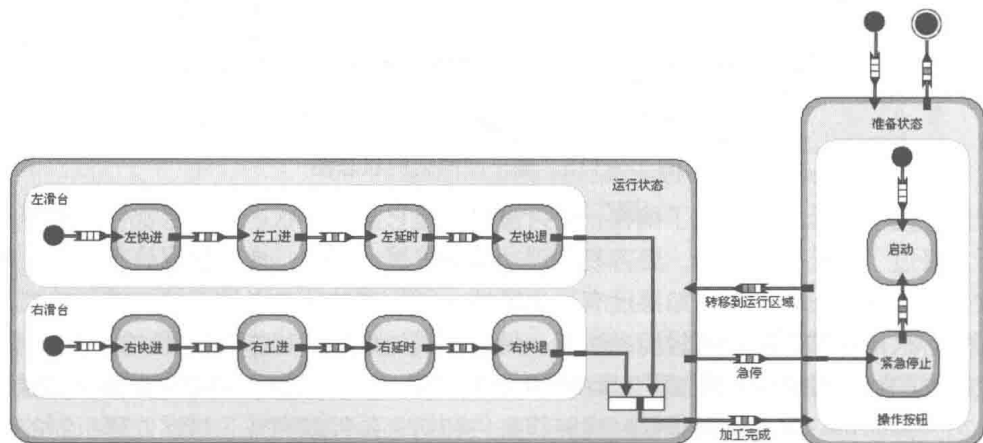 准备状态
运行状态
左滑台
左快进
左工进
左延时
左快退
启动
转移到运行区域
右滑台
右快进
右工进
右延时
右快退
急停
紧急停止
加工完成
操作按钮